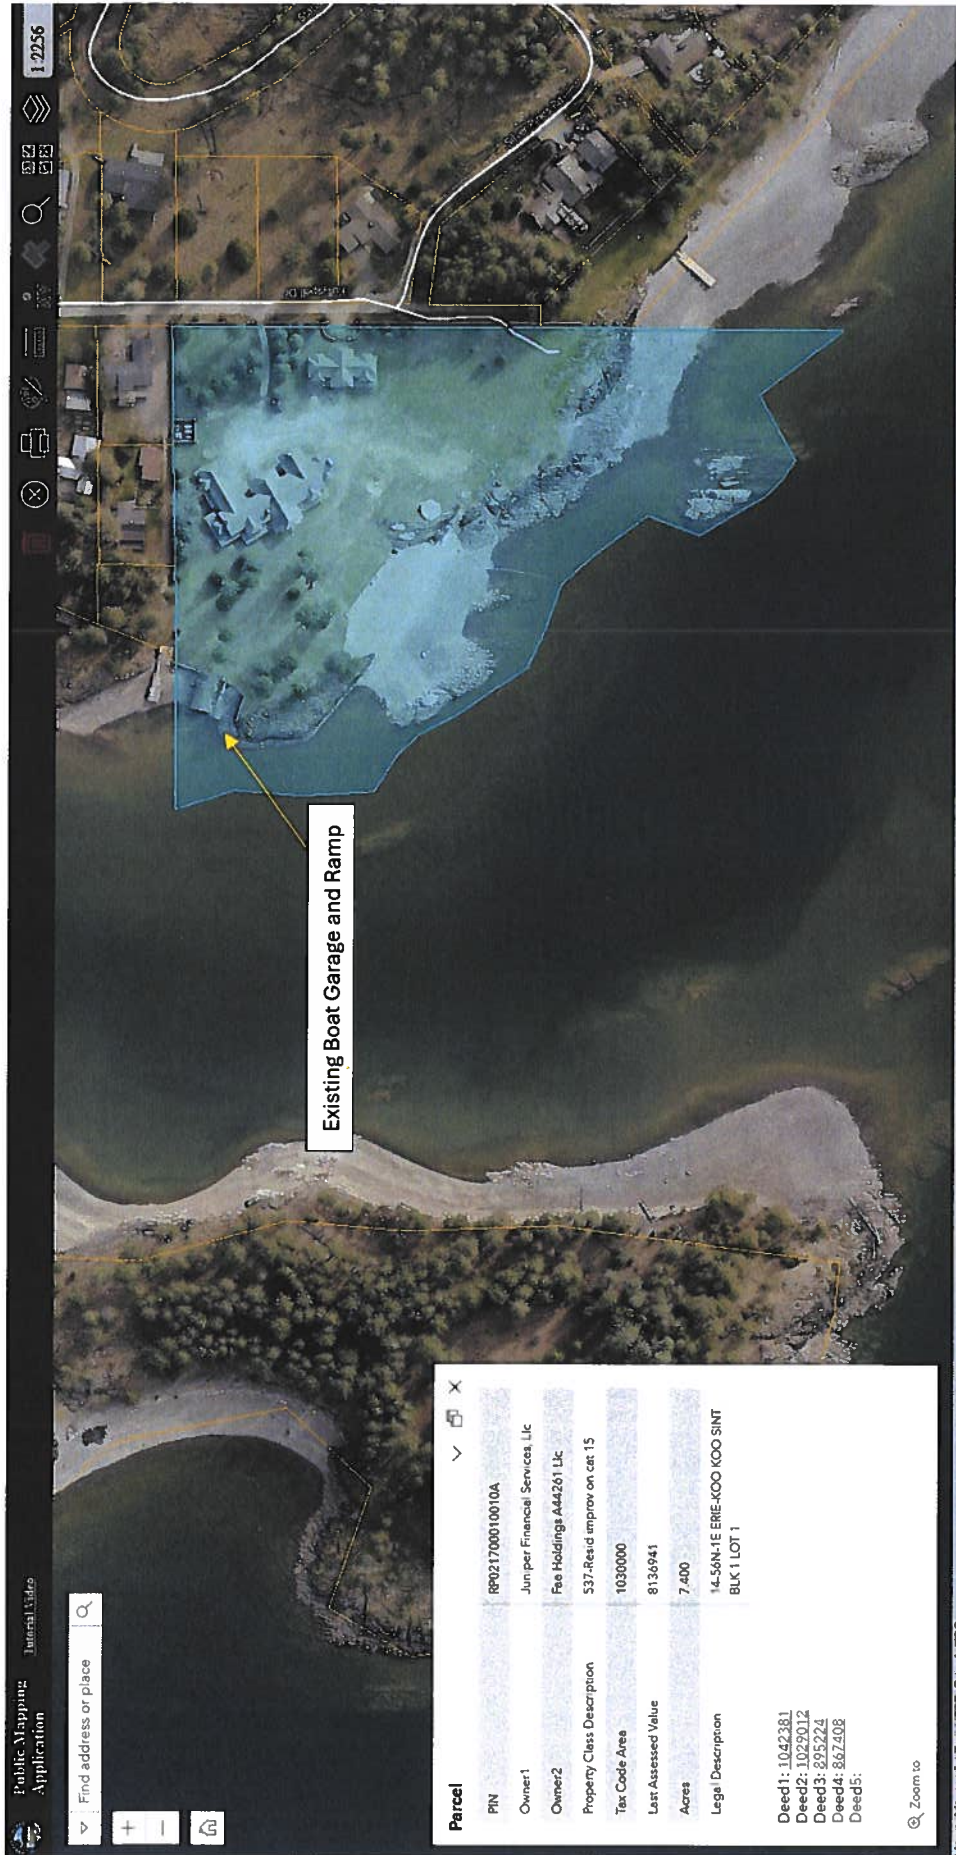 Public Mapping
Application
Tutorial Video
1:2256
Find address or place
Existing Boat Garage and Ramp
Parcel
PIN RP021700010010A
Owner1 Juniper Financial Services, Llc
Owner2 Fee Holdings A44261 Llc
Property Class Description 537-Resid improv on cat 15
Tax Code Area 1030000
Last Assessed Value 8136941
Acres 7.400
Legal Description 14-56N-1E ERIE-KOO KOO SINT
BLK 1 LOT 1
Deed1: 1042381
Deed2: 1029012
Deed3: 895224
Deed4: 867408
Deed5:
Zoom to